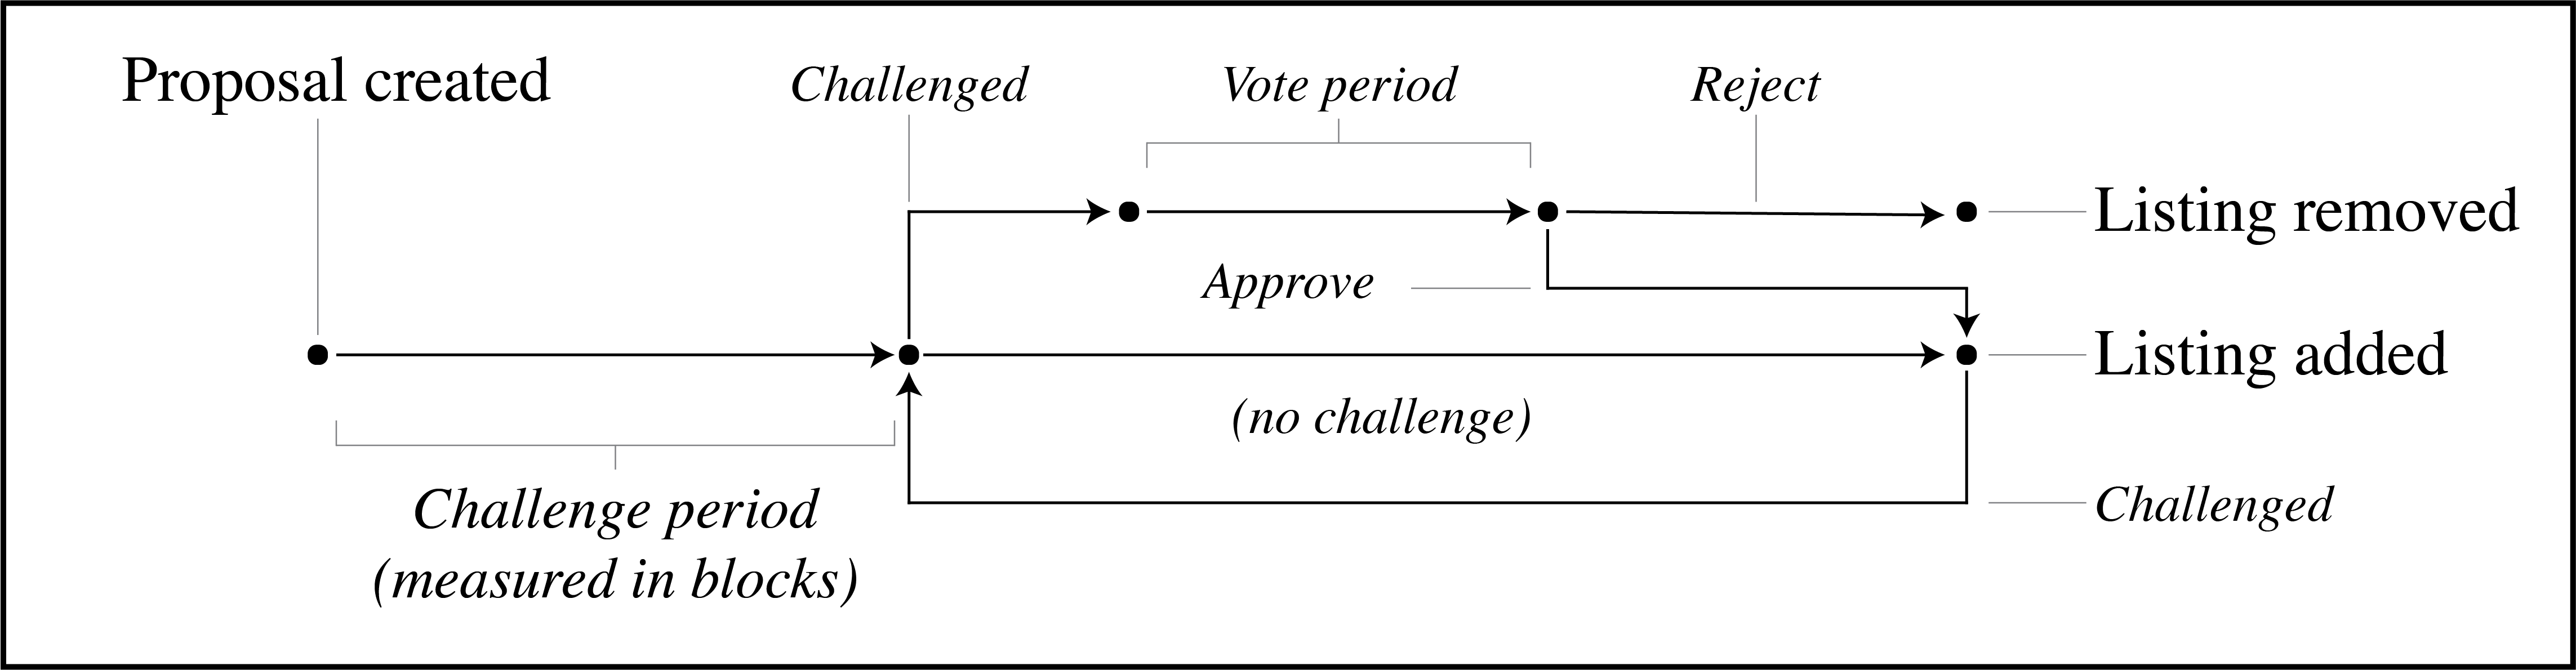 Proposal created
Challenged
Vote period
Reject
Listing removed
Approve
Listing added
(no challenge)
Challenge period
(measured in blocks)
Challenged